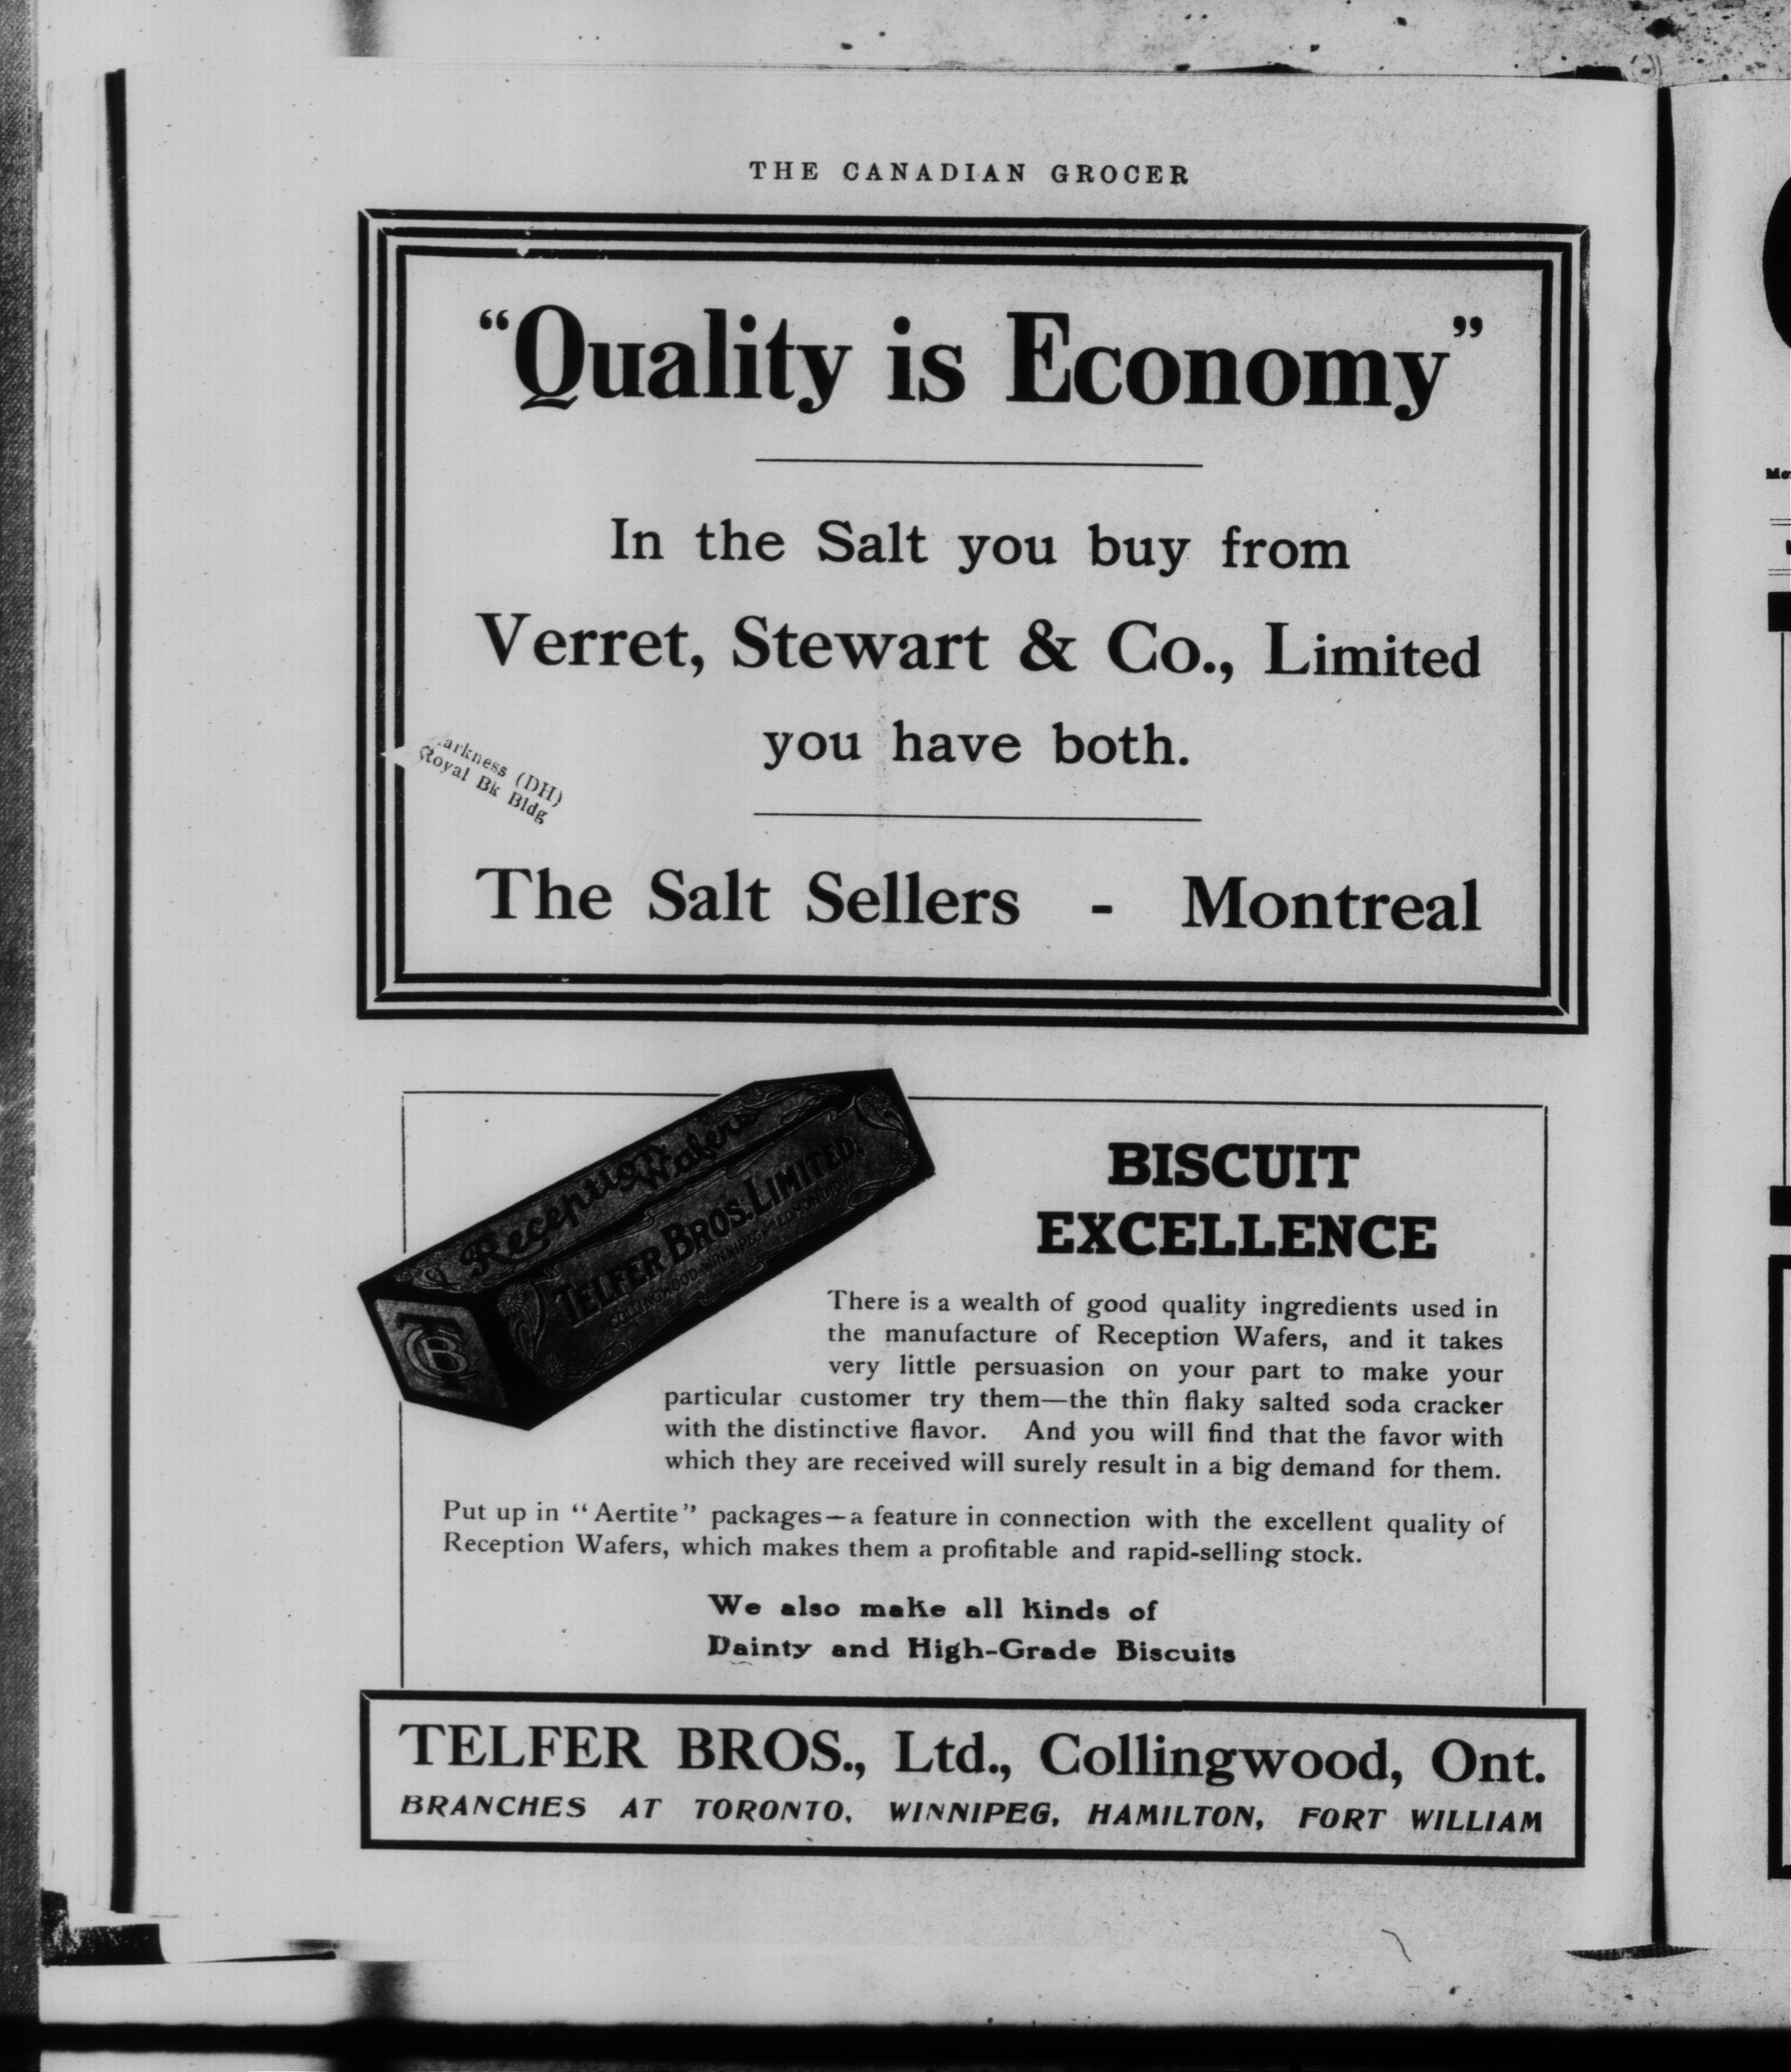 THE CANADIAN GROCER
“Quality is Economy”
In the Salt you buy from
Verret, Stewart & Co., Limited
you have both.
(DH)
Royal Bk Bldg
The Salt Sellers - Montreal
Reception Wafers
TELFER BROS. LIMITED,
COLLINGWOOD WINNIPEG EDMONTON
TCB
BISCUIT
EXCELLENCE
There is a wealth of good quality ingredients used in
the manufacture of Reception Wafers, and it takes
very little persuasion on your part to make your
particular customer try them—the thin flaky salted soda cracker
with the distinctive flavor. And you will find that the favor with
which they are received will surely result in a big demand for them.
Put up in “Aertite” packages—a feature in connection with the excellent quality of
Reception Wafers, which makes them a profitable and rapid-selling stock.
We also make all kinds of
Dainty and High-Grade Biscuits
TELFER BROS., Ltd., Collingwood, Ont.
BRANCHES AT TORONTO, WINNIPEG, HAMILTON, FORT WILLIAM